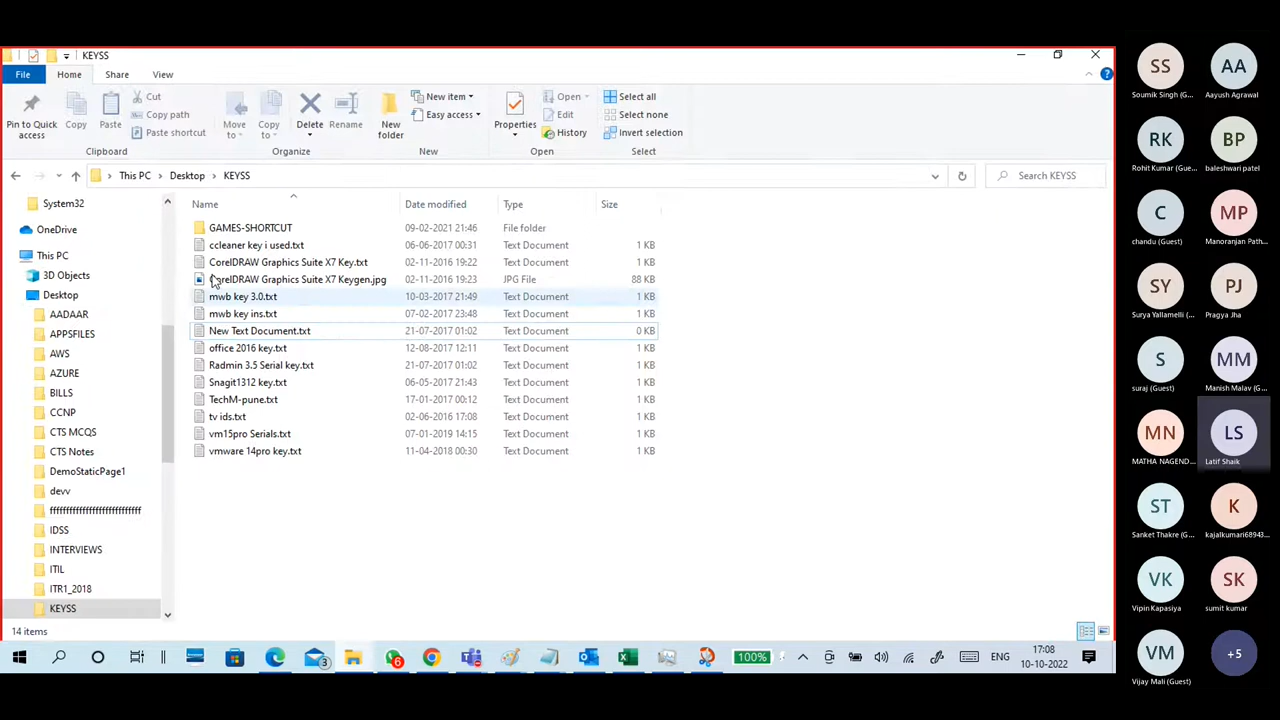 KEYSS
File Home Share View
Pin to Quick access
Copy
Paste
Cut
Copy path
Paste shortcut
Clipboard
Move to
Copy to
Delete
Rename
Organize
New folder
New item
Easy access
New
Properties
Open
Edit
History
Open
Select all
Select none
Invert selection
Select
This PC Desktop KEYSS
Search KEYSS
System32
OneDrive
This PC
3D Objects
Desktop
AADAAR
APPSFILES
AWS
AZURE
BILLS
CCNP
CTS MCQS
CTS Notes
DemoStaticPage1
devv
IDSS
INTERVIEWS
ITIL
ITR1_2018
KEYSS
Name Date modified Type Size
GAMES-SHORTCUT 09-02-2021 21:46 File folder
ccleaner key i used.txt 06-06-2017 00:31 Text Document 1 KB
CorelDRAW Graphics Suite X7 Key.txt 02-11-2016 19:22 Text Document 1 KB
CorelDRAW Graphics Suite X7 Keygen.jpg 02-11-2016 19:23 JPG File 88 KB
mwb key 3.0.txt 10-03-2017 21:49 Text Document 1 KB
mwb key ins.txt 07-02-2017 23:48 Text Document 1 KB
New Text Document.txt 21-07-2017 01:02 Text Document 0 KB
office 2016 key.txt 12-08-2017 12:11 Text Document 1 KB
Radmin 3.5 Serial key.txt 21-07-2017 01:02 Text Document 1 KB
Snagit1312 key.txt 06-05-2017 21:43 Text Document 1 KB
TechM-pune.txt 17-01-2017 00:12 Text Document 1 KB
tv ids.txt 02-06-2016 17:08 Text Document 1 KB
vm15pro Serials.txt 07-01-2019 14:15 Text Document 1 KB
vmware 14pro key.txt 11-04-2018 00:30 Text Document 1 KB
14 items
3
6
100%
ENG
17:08
10-10-2022
SS AA
Soumik Singh (G... Aayush Agrawal
RK BP
Rohit Kumar (Gue... baleshwari patel
C MP
chandu (Guest) Manoranjan Path...
SY PJ
Surya Yallamelli (... Pragya Jha
S MM
suraj (Guest) Manish Malav (G...
MN LS
MATHA NAGEND... Latif Shaik
ST K
Sanket Thakre (G... kajalkumari68943...
VK SK
Vipin Kapasiya sumit kumar
VM +5
Vijay Mali (Guest)